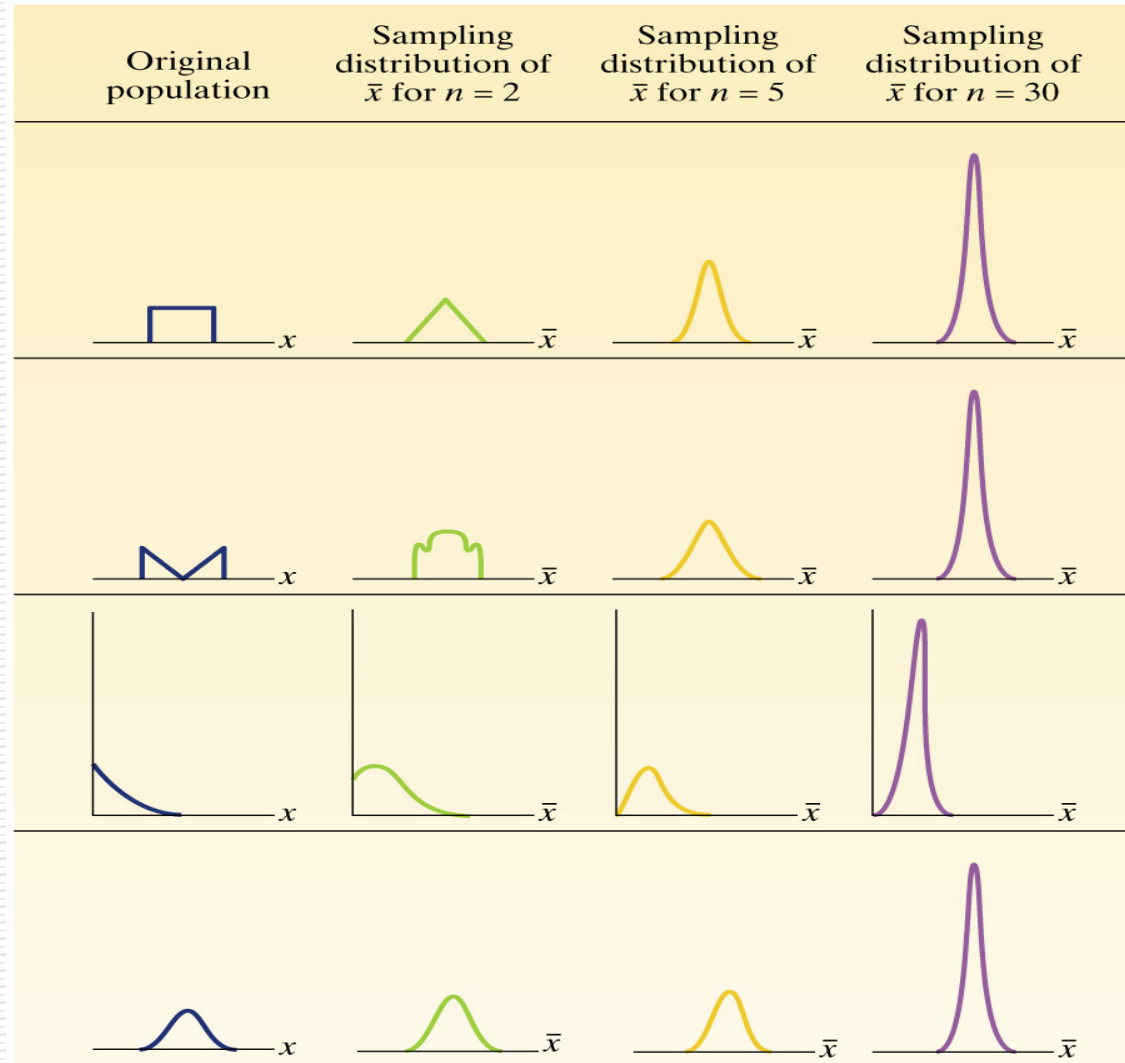 Original
population
Sampling
distribution of
x̄ for n = 2
Sampling
distribution of
x̄ for n = 5
Sampling
distribution of
x̄ for n = 30
x
x̄
x̄
x̄
x
x̄
x̄
x̄
x
x̄
x̄
x̄
x
x̄
x̄
x̄